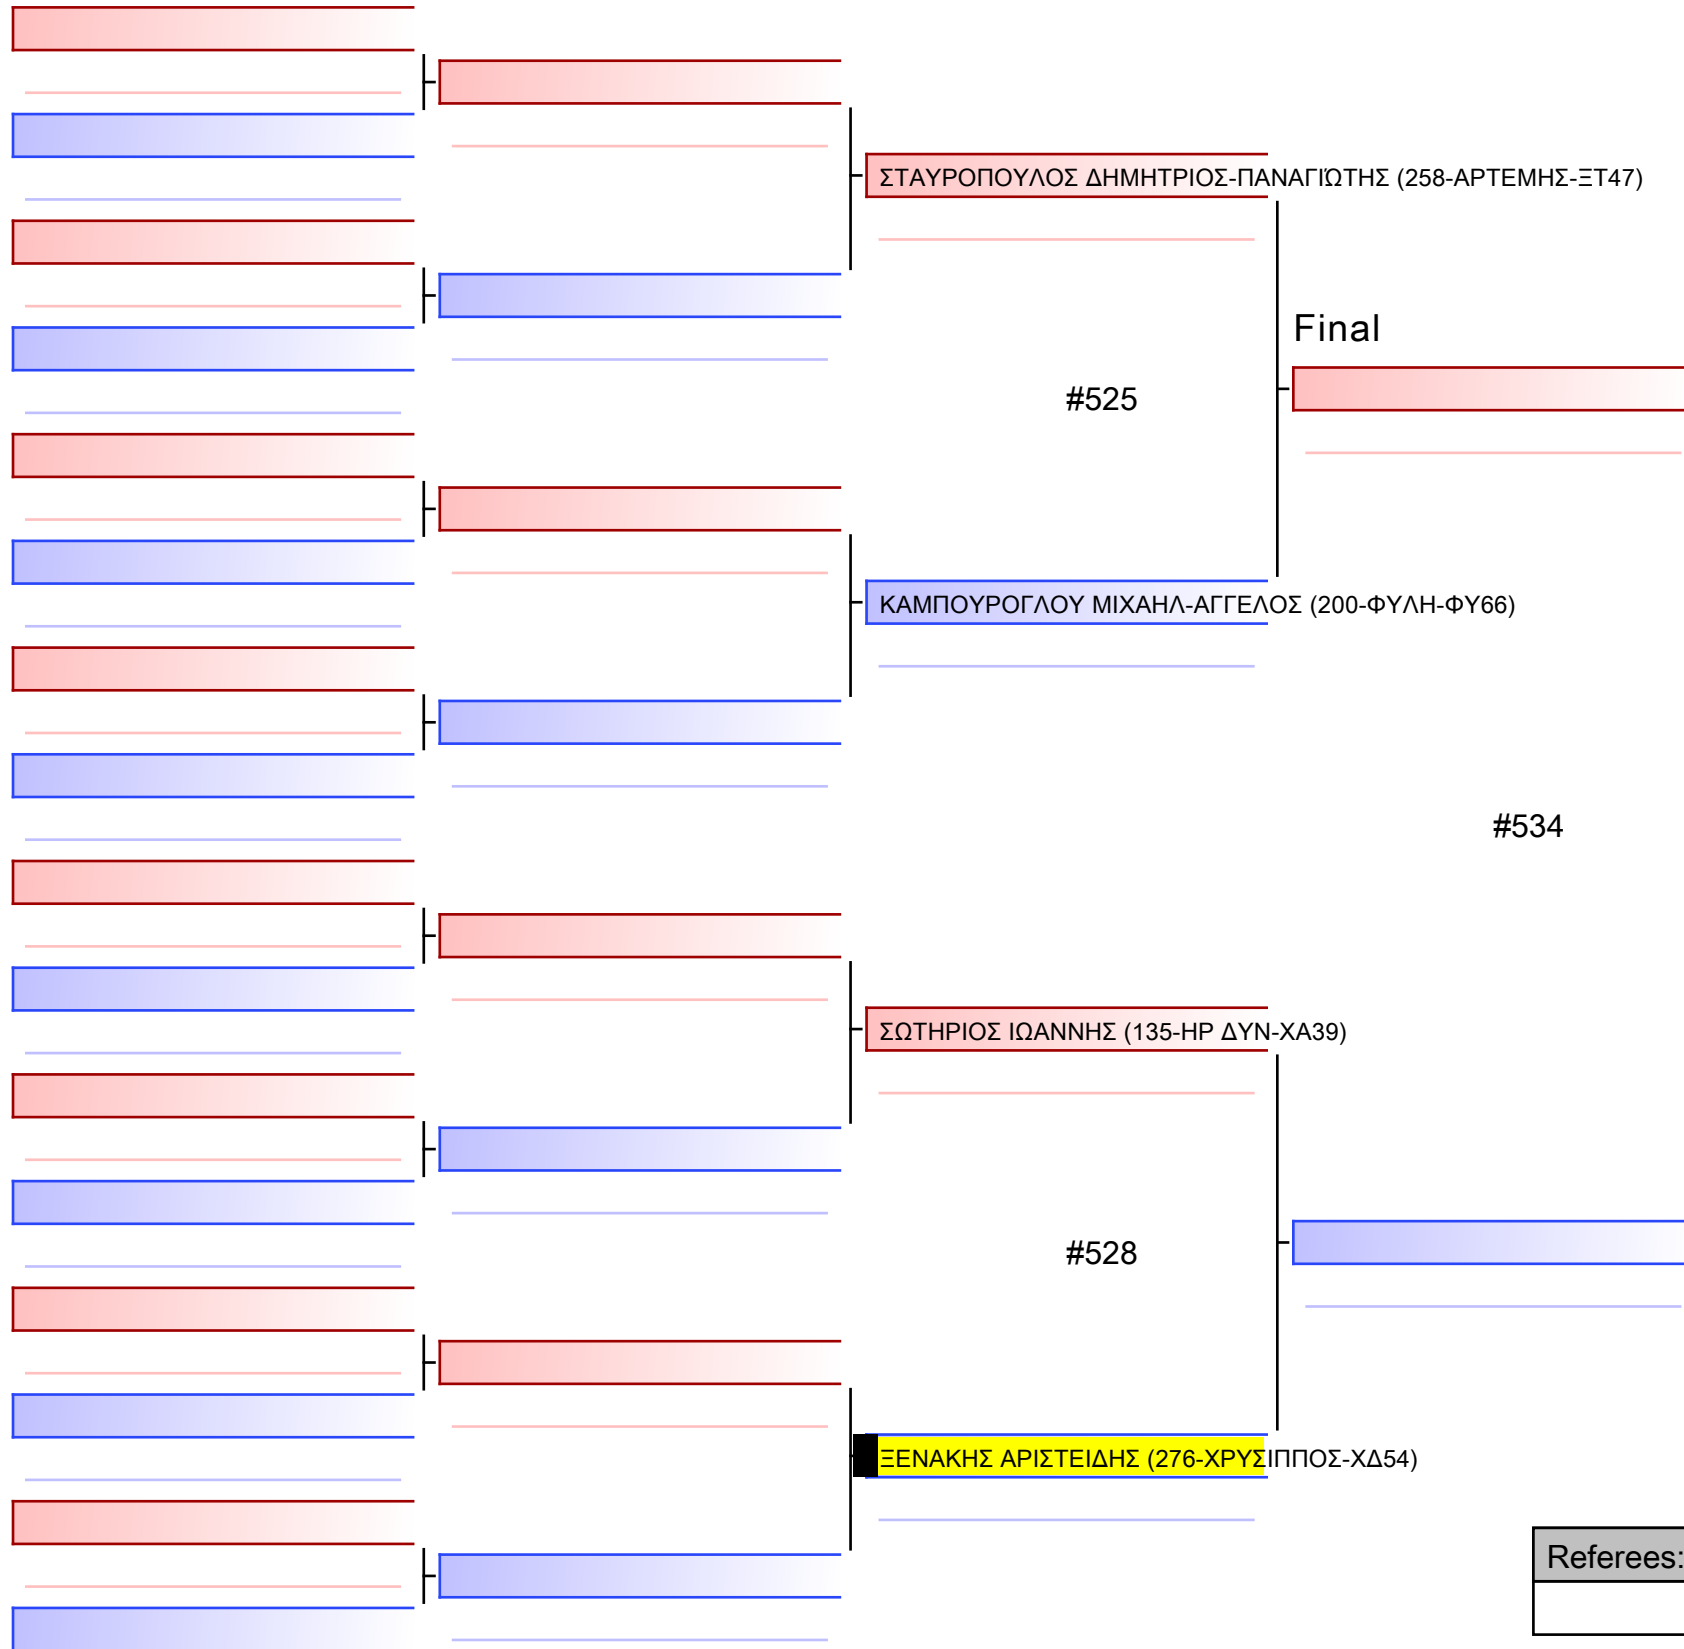 ΣΤΑΥΡΟΠΟΥΛΟΣ ΔΗΜΗΤΡΙΟΣ-ΠΑΝΑΓΙΏΤΗΣ (258-ΑΡΤΕΜΗΣ-ΞΤ47)
Final
#525
ΚΑΜΠΟΥΡΟΓΛΟΥ ΜΙΧΑΗΛ-ΑΓΓΕΛΟΣ (200-ΦΥΛΗ-ΦΥ66)
#534
ΣΩΤΗΡΙΟΣ ΙΩΑΝΝΗΣ (135-ΗΡ ΔΥΝ-ΧΑ39)
#528
ΞΕΝΑΚΗΣ ΑΡΙΣΤΕΙΔΗΣ (276-ΧΡΥΣΙΠΠΟΣ-ΧΔ54)
Referees: